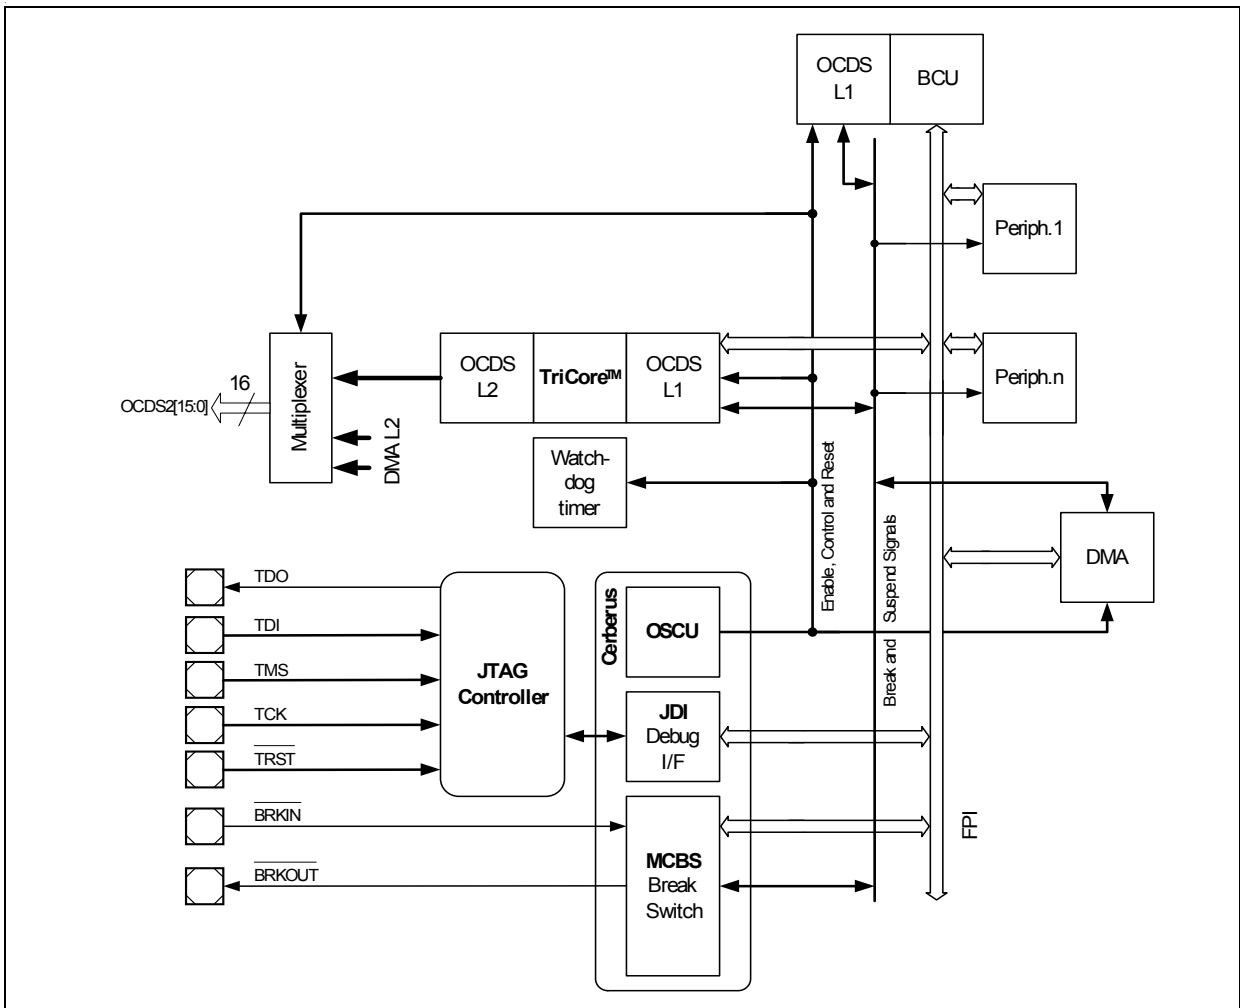 OCDS
L1
BCU
Periph.1
Periph.n
16
OCDS2[15:0]
Multiplexer
OCDS
L2
TriCore™
OCDS
L1
DMA L2
Watch-
dog
timer
Enable, Control and Reset
Break and Suspend Signals
DMA
TDO
TDI
TMS
TCK
TRST
BRKIN
BRKOUT
JTAG
Controller
Cerberus
OSCU
JDI
Debug
I/F
MCBS
Break
Switch
FPI